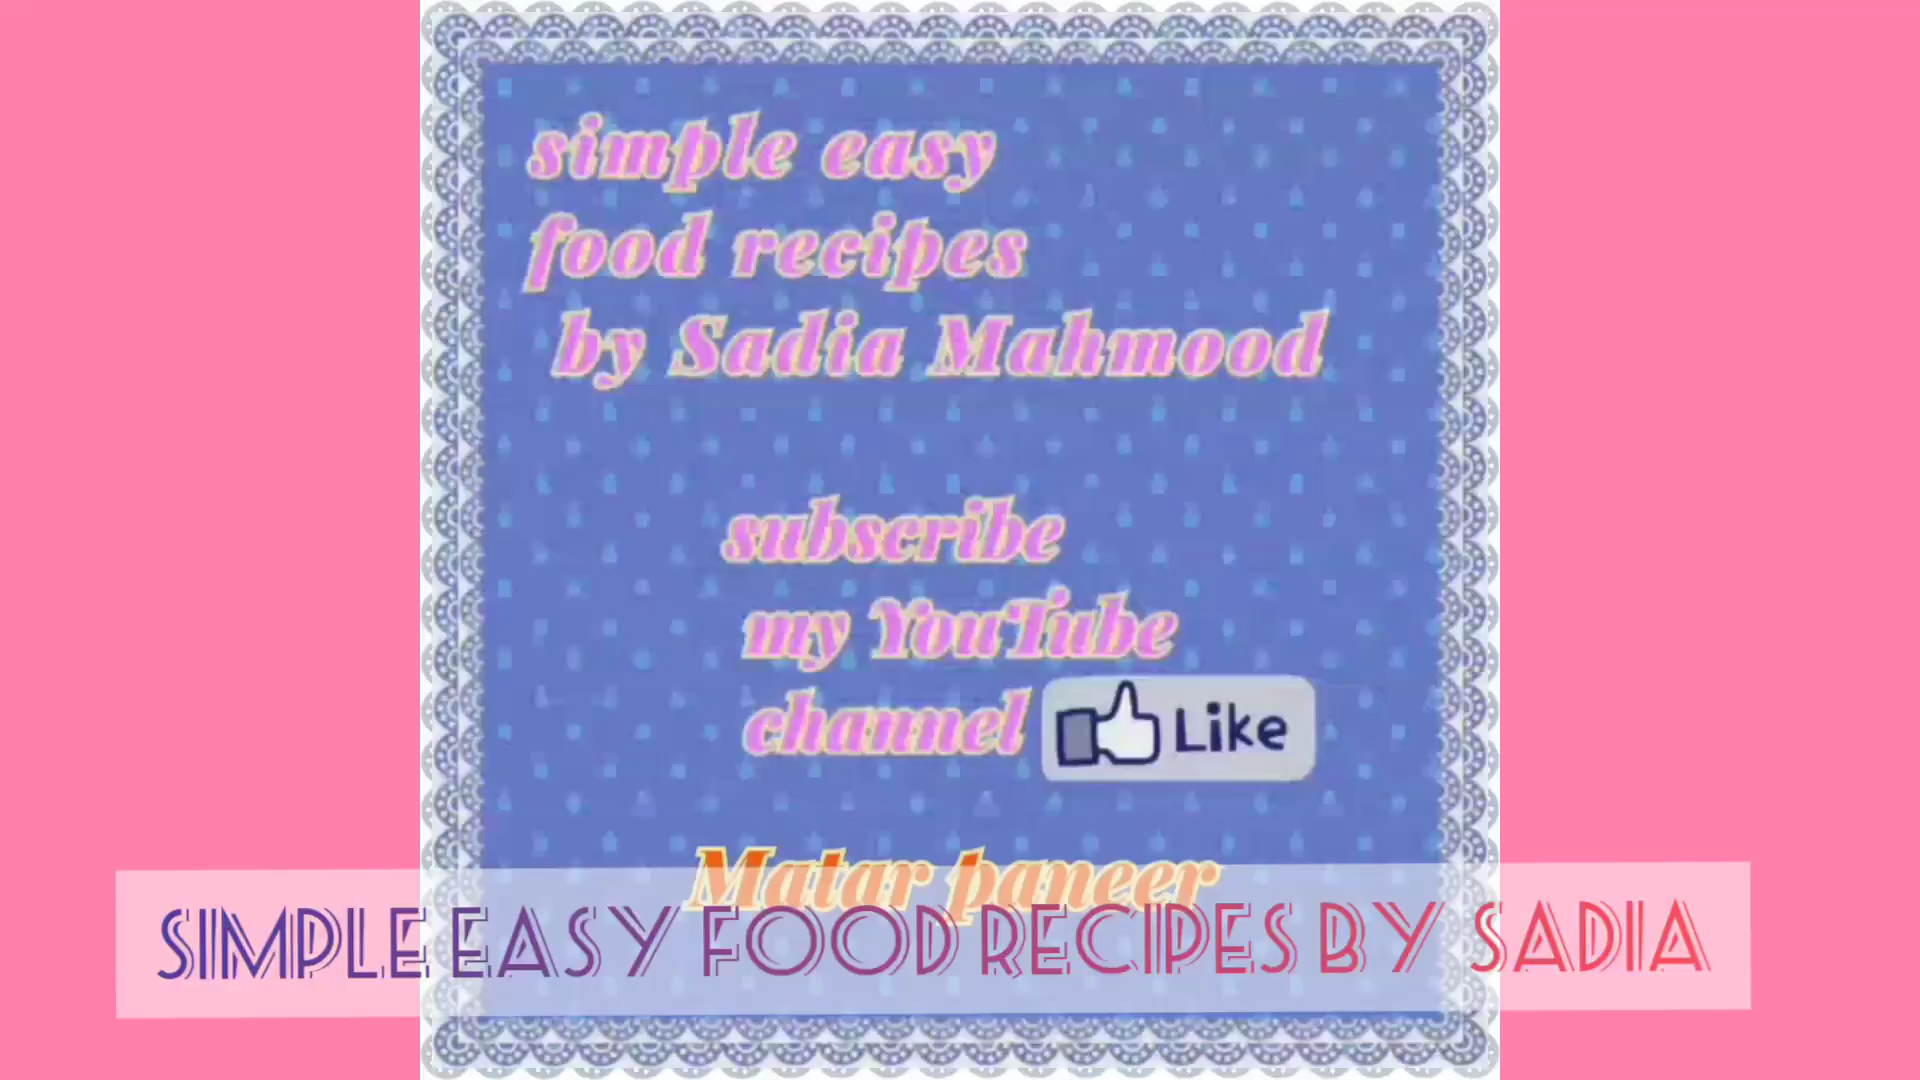 simple easy
food recipes
by Sadia Mahmood
subscribe
my YouTube
channel
Like
Matar paneer
SIMPLE EASY FOOD RECIPES BY SADIA